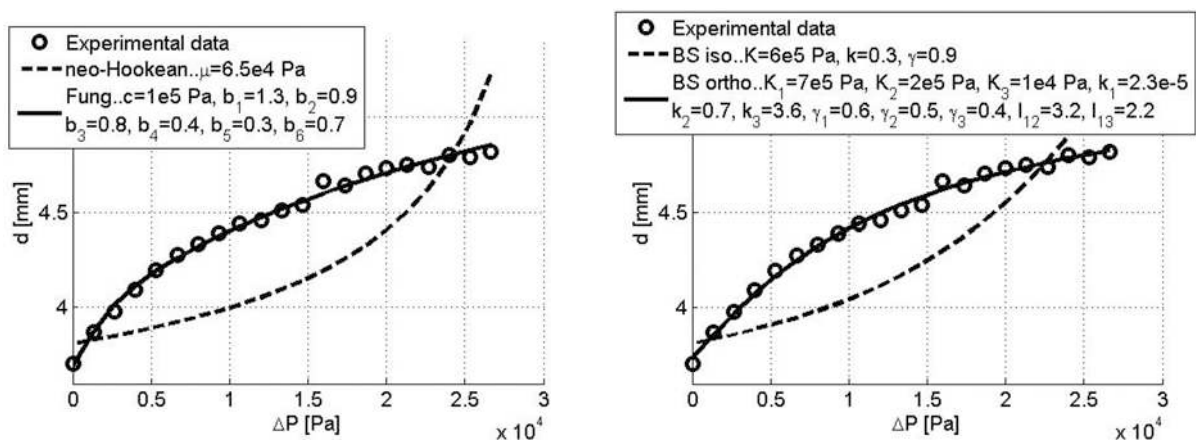 Experimental data
neo-Hookean..μ=6.5e4 Pa
Fung..c=1e5 Pa, b₁=1.3, b₂=0.9
b₃=0.8, b₄=0.4, b₅=0.3, b₆=0.7
4.5
4
d [mm]
0 0.5 1 1.5 2 2.5 3
ΔP [Pa]
x 10⁴
Experimental data
BS iso..K=6e5 Pa, k=0.3, γ=0.9
BS ortho..K₁=7e5 Pa, K₂=2e5 Pa, K₃=1e4 Pa, k₁=2.3e-5
k₂=0.7, k₃=3.6, γ₁=0.6, γ₂=0.5, γ₃=0.4, I₁₂=3.2, I₁₃=2.2
4.5
4
d [mm]
0 0.5 1 1.5 2 2.5 3
ΔP [Pa]
x 10⁴